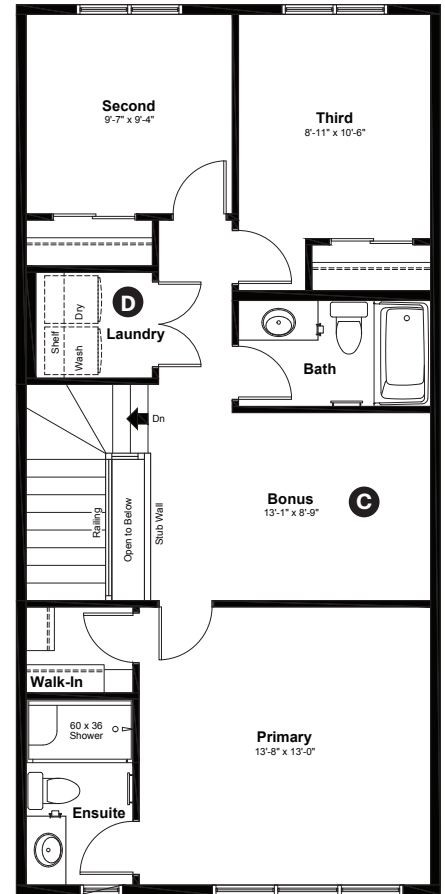 Second
9'-7" x 9'-4"
Third
8'-11" x 10'-6"
D
Laundry
Shelf
Dry
Wash
Bath
Dn
Railing
Open to Below
Stub Wall
Bonus
13'-1" x 8'-9"
C
Walk-In
60 x 36
Shower
Ensuite
Primary
13'-8" x 13'-0"